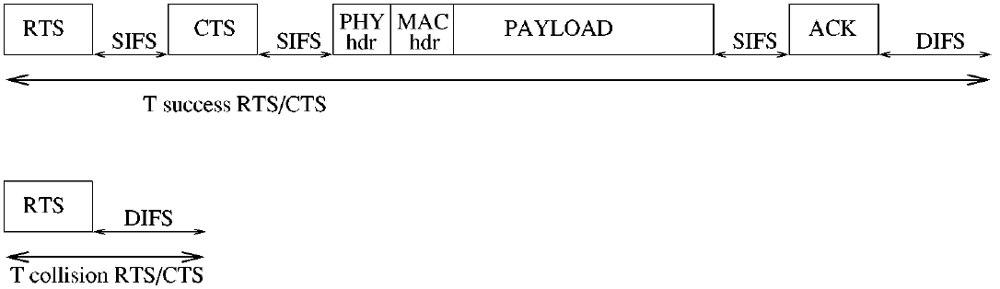 RTS SIFS CTS SIFS PHY hdr MAC hdr PAYLOAD SIFS ACK DIFS
T success RTS/CTS
RTS DIFS
T collision RTS/CTS